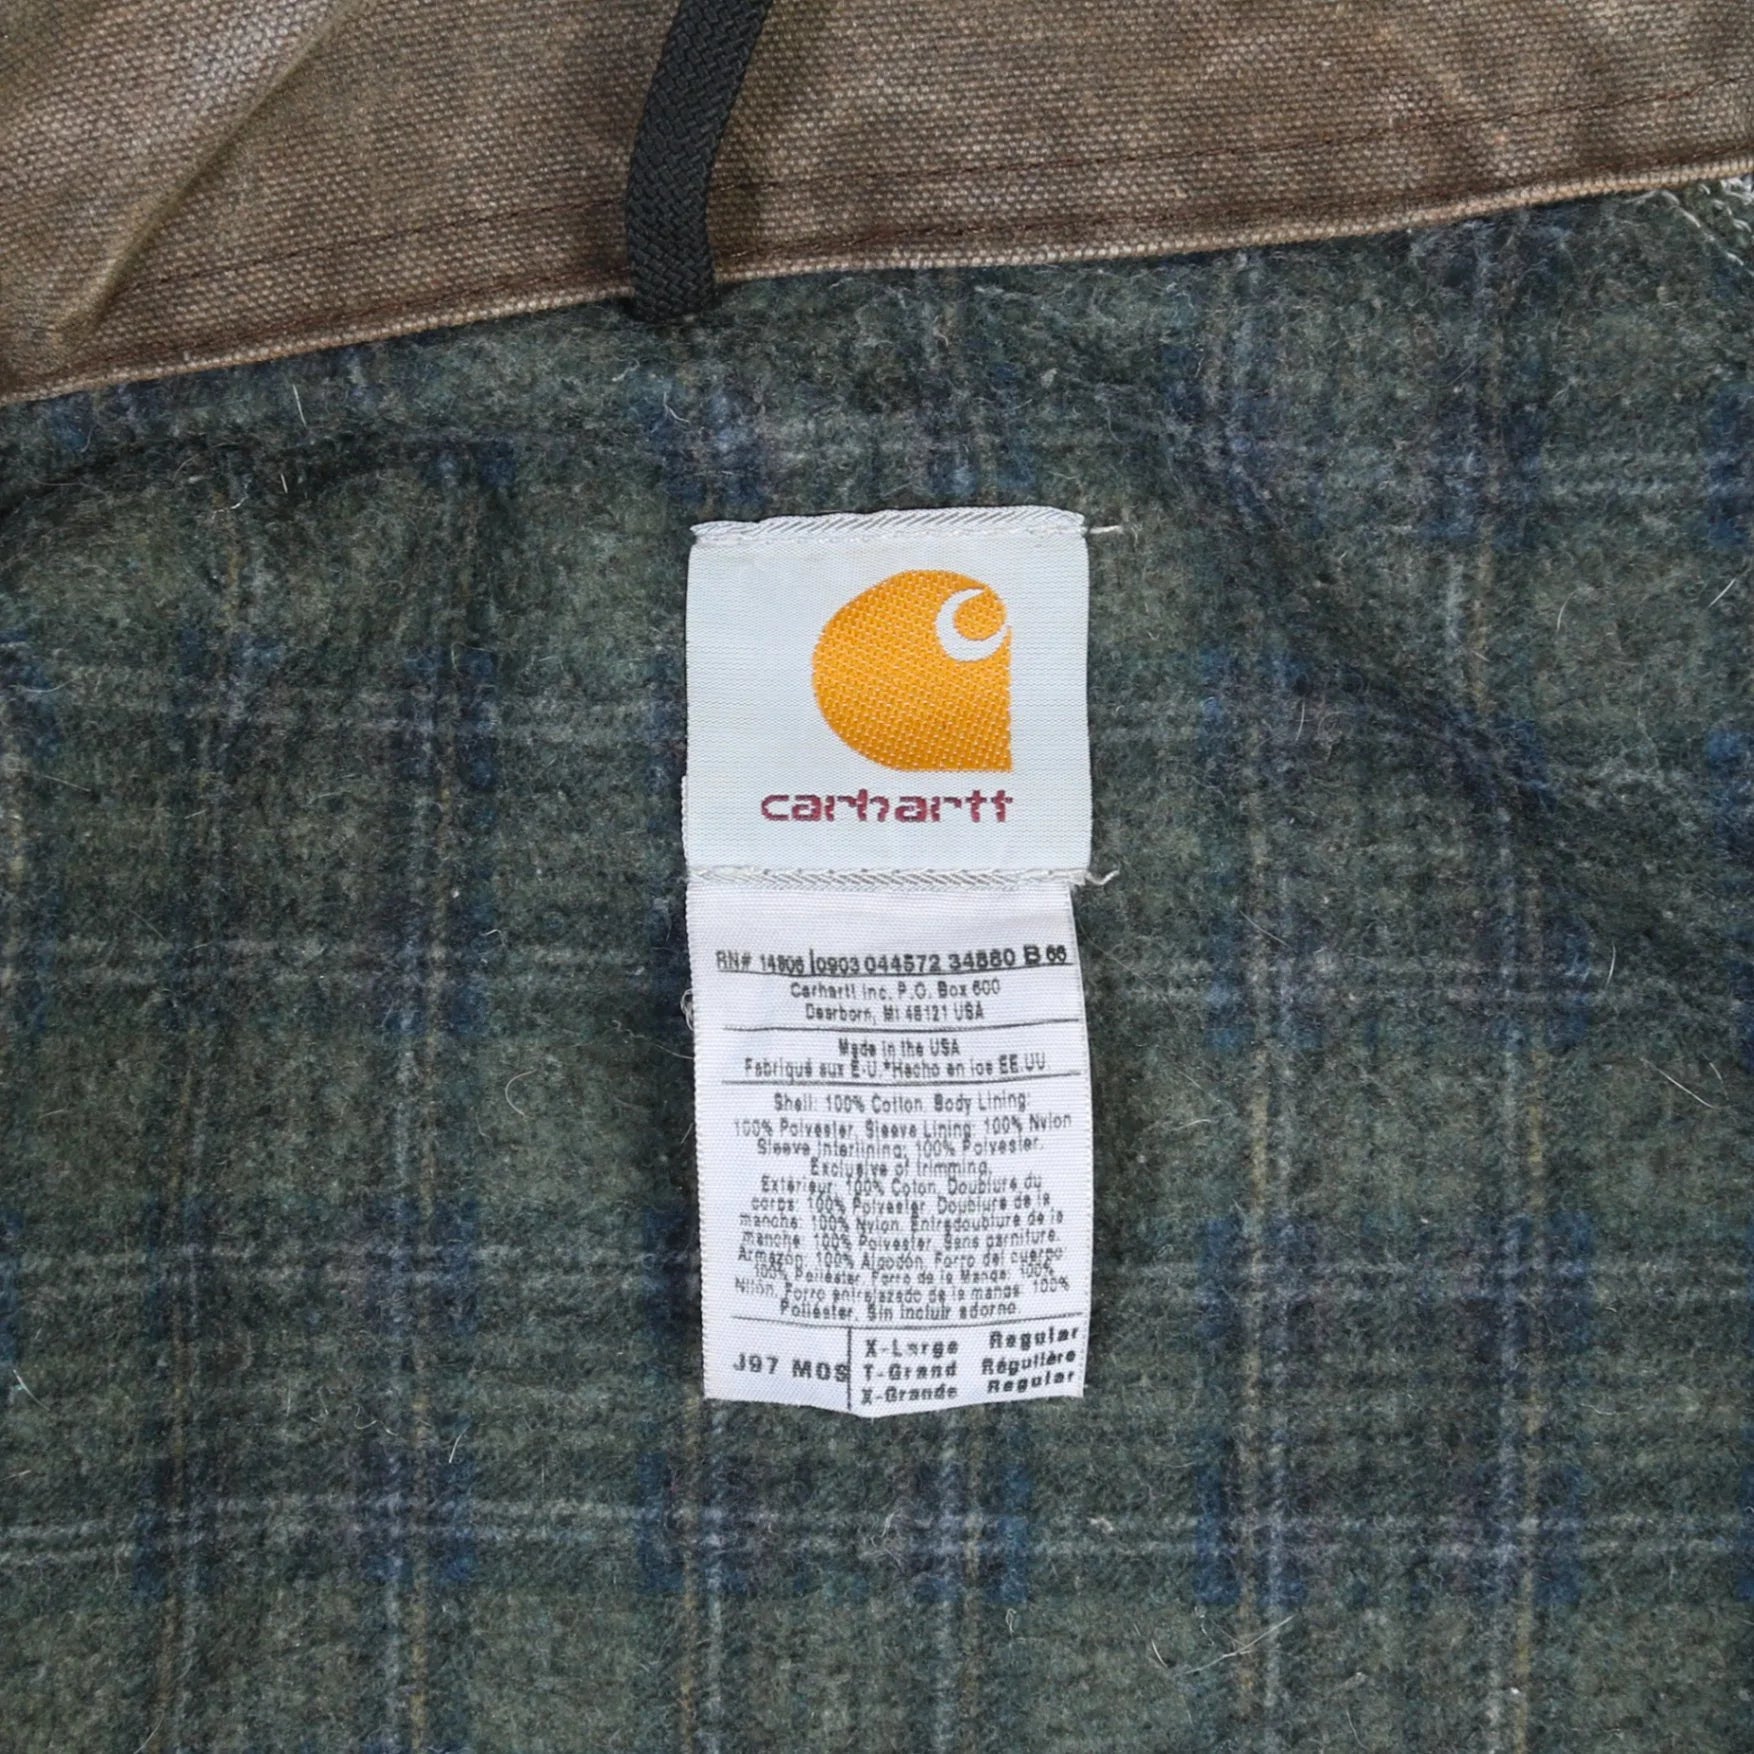 carhartt
RN# 14806 0903 044572 34880 B 66
Carhartt Inc. P.O. Box 600
Dearborn, MI 48121 USA
Made in the USA
Fabriqué aux É-U.*Hecho en los EE.UU.
Shell: 100% Cotton. Body Lining:
100% Polyester. Sleeve Lining: 100% Nylon
Sleeve Interlining: 100% Polyester.
Exclusive of trimming.
Extérieur: 100% Coton. Doublure du
corps: 100% Polyester. Doublure de la
manche: 100% Nylon. Entredoublure de la
manche: 100% Polyester. Sans garniture.
Armazón: 100% Algodón. Forro del cuerpo:
100% Poliéster. Forro de la Manga: 100%
Nilón. Forro entrelazado de la manga: 100%
Poliéster. Sin incluir adorno.
J97 MOS
X-Large Regular
T-Grand Régulière
X-Grande Regular